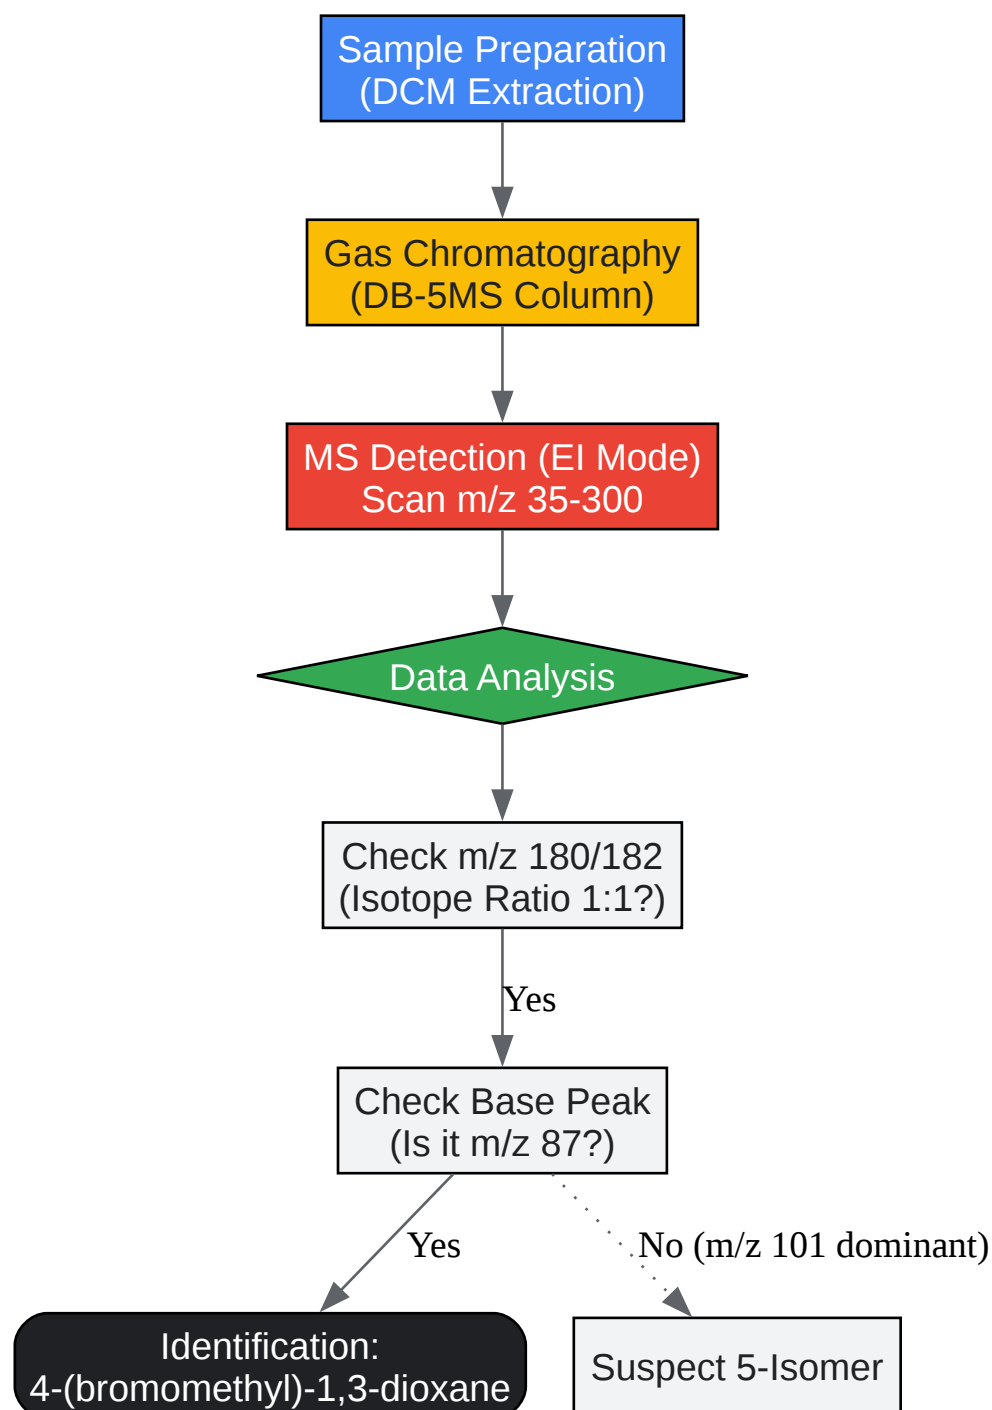 Sample Preparation
(DCM Extraction)
Gas Chromatography
(DB-5MS Column)
MS Detection (EI Mode)
Scan m/z 35-300
Data Analysis
Check m/z 180/182
(Isotope Ratio 1:1?)
Yes
Check Base Peak
(Is it m/z 87?)
Yes
No (m/z 101 dominant)
Identification:
4-(bromomethyl)-1,3-dioxane
Suspect 5-Isomer